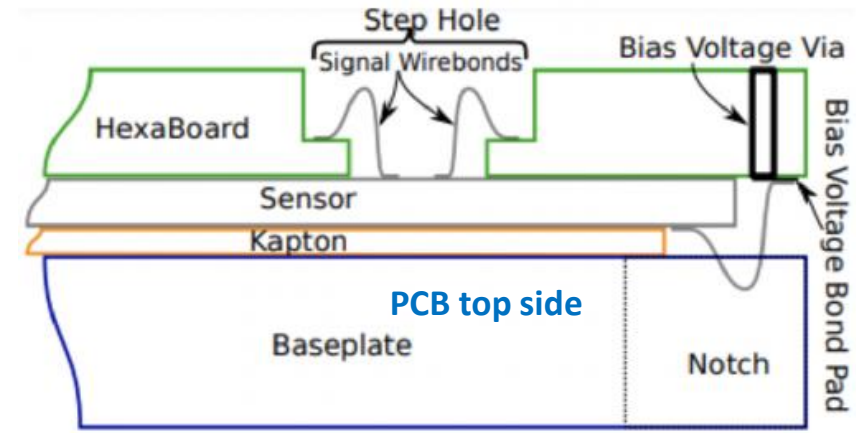 Step Hole
Signal Wirebonds
Bias Voltage Via
HexaBoard
Bias Voltage Bond Pad
Sensor
Kapton
PCB top side
Baseplate
Notch